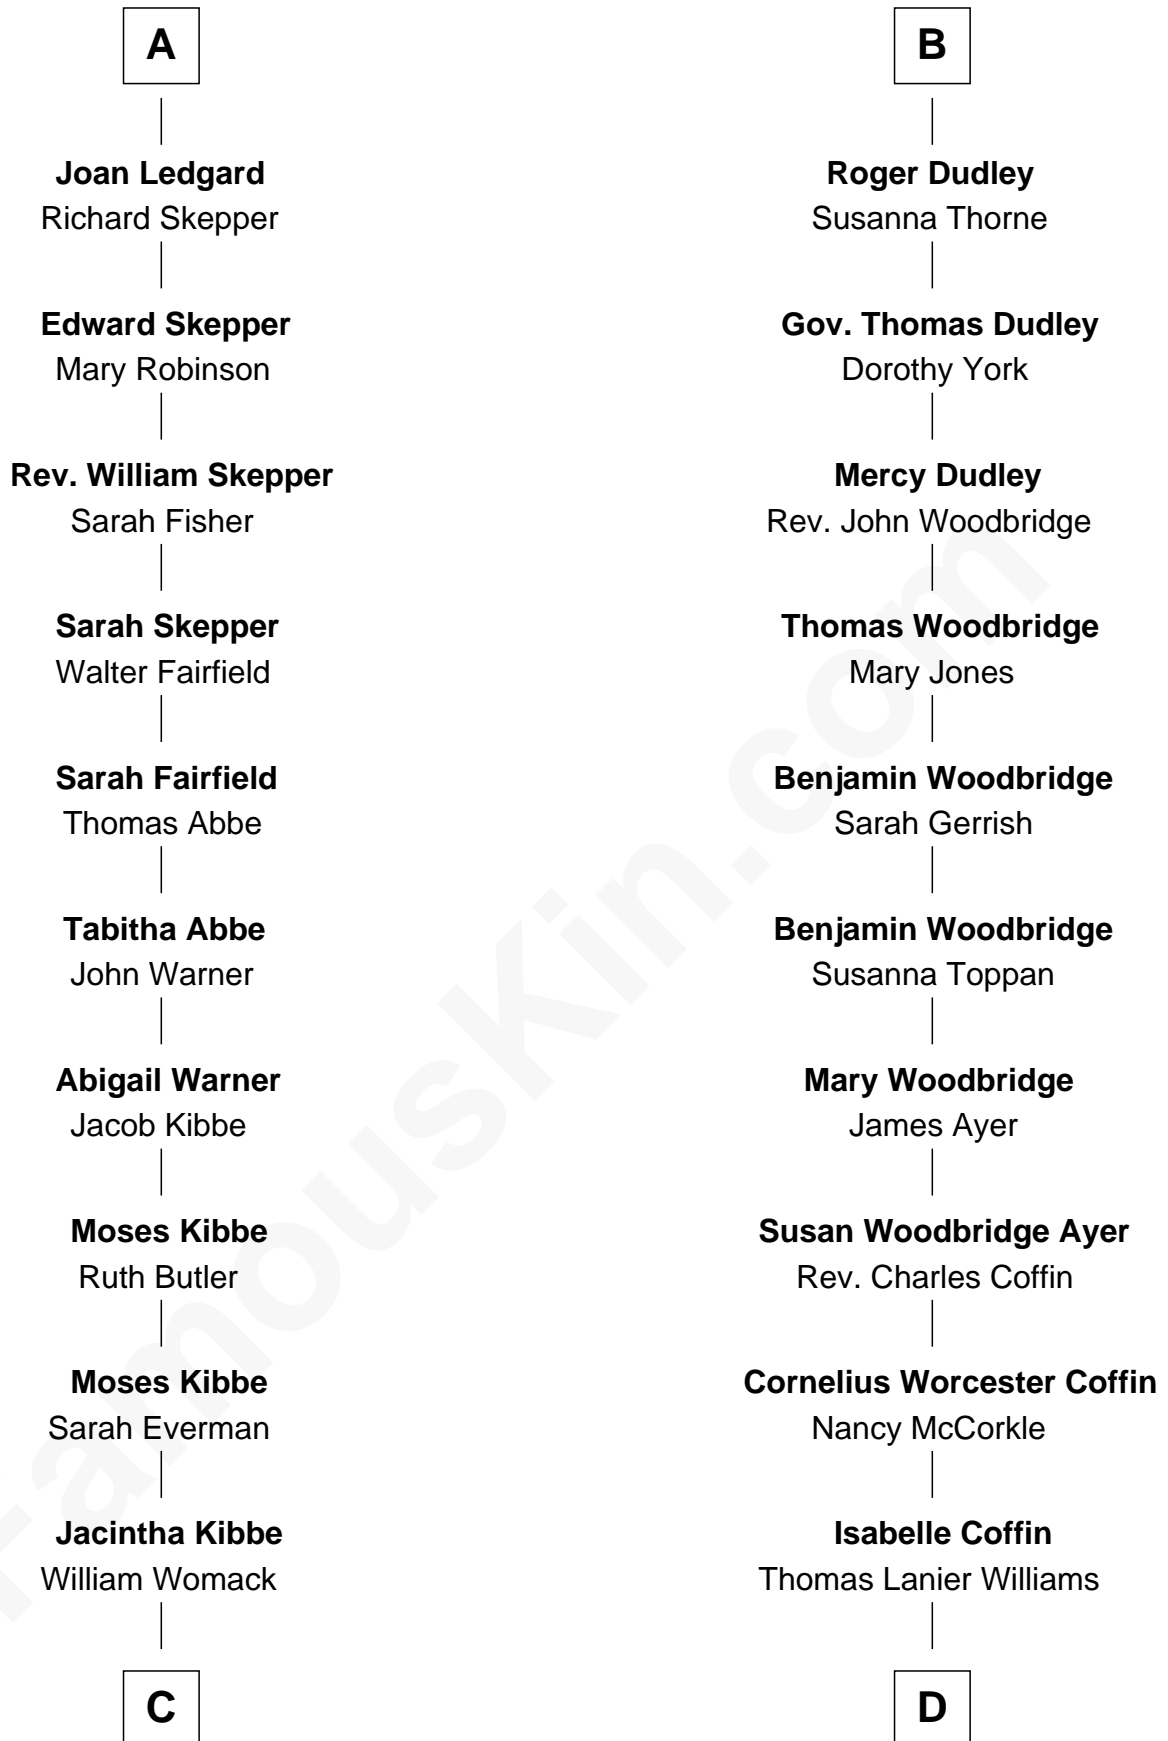 A
Joan Ledgard
Richard Skepper
Edward Skepper
Mary Robinson
Rev. William Skepper
Sarah Fisher
Sarah Skepper
Walter Fairfield
Sarah Fairfield
Thomas Abbe
Tabitha Abbe
John Warner
Abigail Warner
Jacob Kibbe
Moses Kibbe
Ruth Butler
Moses Kibbe
Sarah Everman
Jacintha Kibbe
William Womack
C
B
Roger Dudley
Susanna Thorne
Gov. Thomas Dudley
Dorothy York
Mercy Dudley
Rev. John Woodbridge
Thomas Woodbridge
Mary Jones
Benjamin Woodbridge
Sarah Gerrish
Benjamin Woodbridge
Susanna Toppan
Mary Woodbridge
James Ayer
Susan Woodbridge Ayer
Rev. Charles Coffin
Cornelius Worcester Coffin
Nancy McCorkle
Isabelle Coffin
Thomas Lanier Williams
D
FamousKin.com